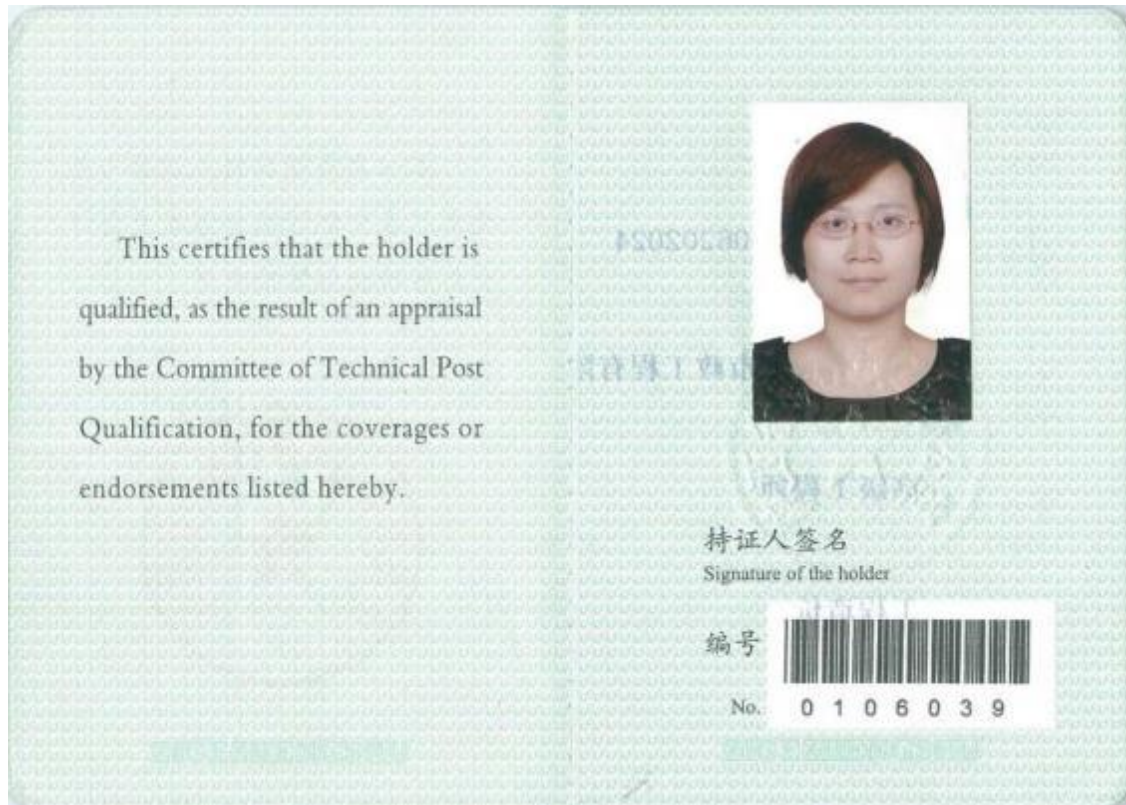 This certifies that the holder is
qualified, as the result of an appraisal
by the Committee of Technical Post
Qualification, for the coverages or
endorsements listed hereby.
持证人签名
Signature of the holder
编号
No.
0106039